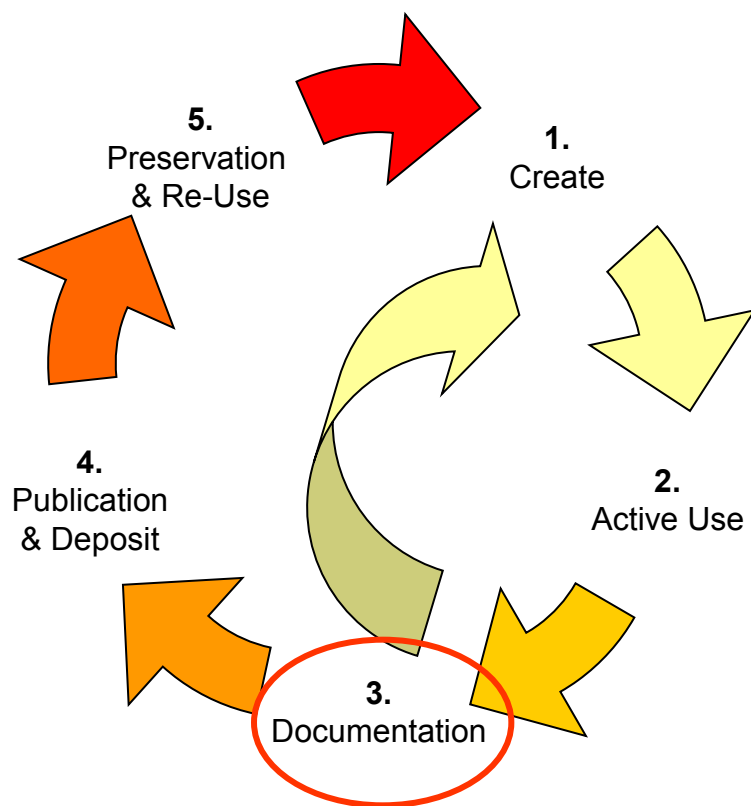 1.
Create
2.
Active Use
3.
Documentation
4.
Publication
& Deposit
5.
Preservation
& Re-Use